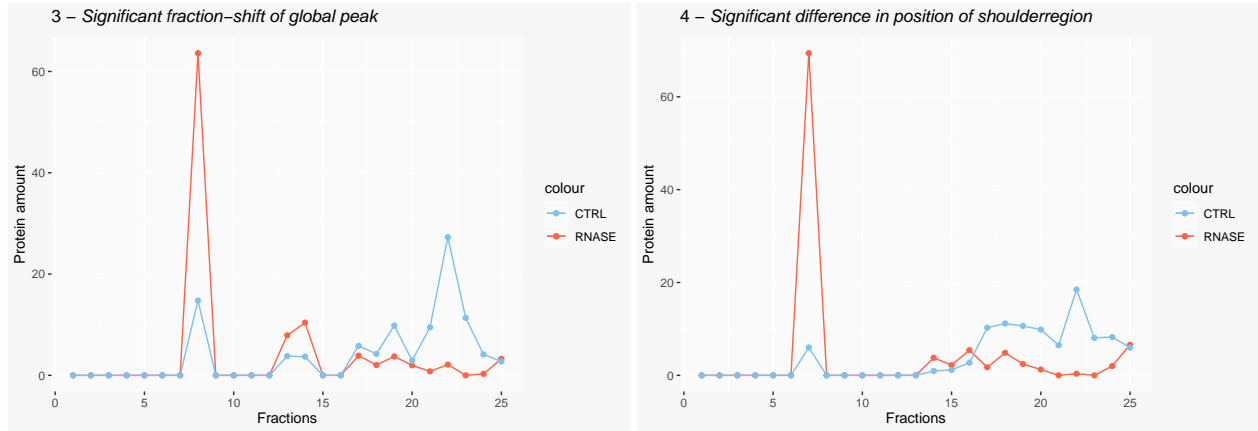 3 – Significant fraction–shift of global peak
Protein amount
60
40
20
0
0 5 10 15 20 25
Fractions
colour
CTRL
RNASE
4 – Significant difference in position of shoulderregion
Protein amount
60
40
20
0
0 5 10 15 20 25
Fractions
colour
CTRL
RNASE